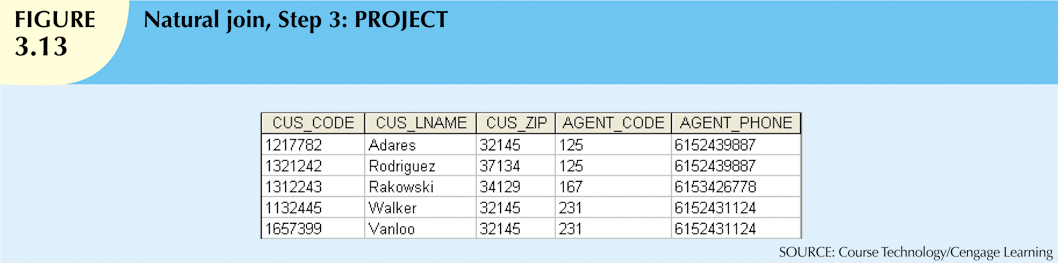 FIGURE 3.13
Natural join, Step 3: PROJECT
CUS_CODE CUS_LNAME CUS_ZIP AGENT_CODE AGENT_PHONE
1217782 Adares 32145 125 6152439887
1321242 Rodriguez 37134 125 6152439887
1312243 Rakowski 34129 167 6153426778
1132445 Walker 32145 231 6152431124
1657399 Vanloo 32145 231 6152431124
SOURCE: Course Technology/Cengage Learning